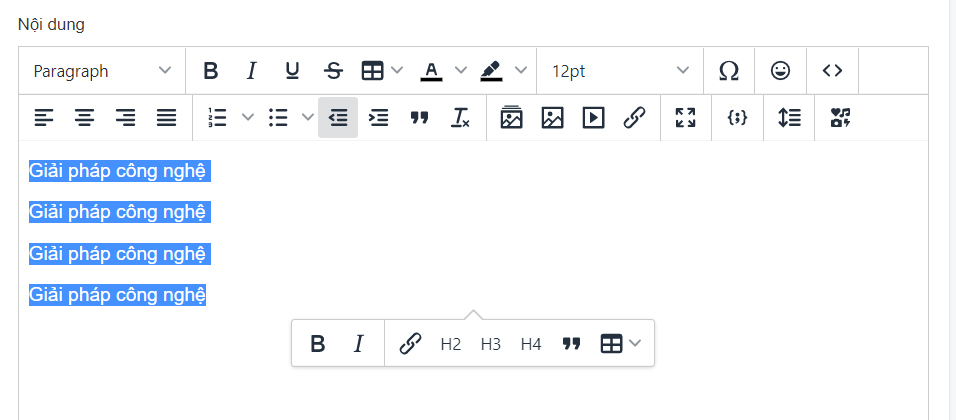 Nội dung
Paragraph B I U S A 12pt Ω
Giải pháp công nghệ
Giải pháp công nghệ
Giải pháp công nghệ
Giải pháp công nghệ
B I H2 H3 H4